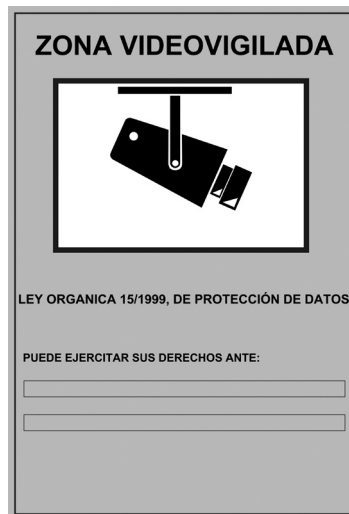 ZONA VIDEOVIGILADA
LEY ORGANICA 15/1999, DE PROTECCIÓN DE DATOS
PUEDE EJERCITAR SUS DERECHOS ANTE: